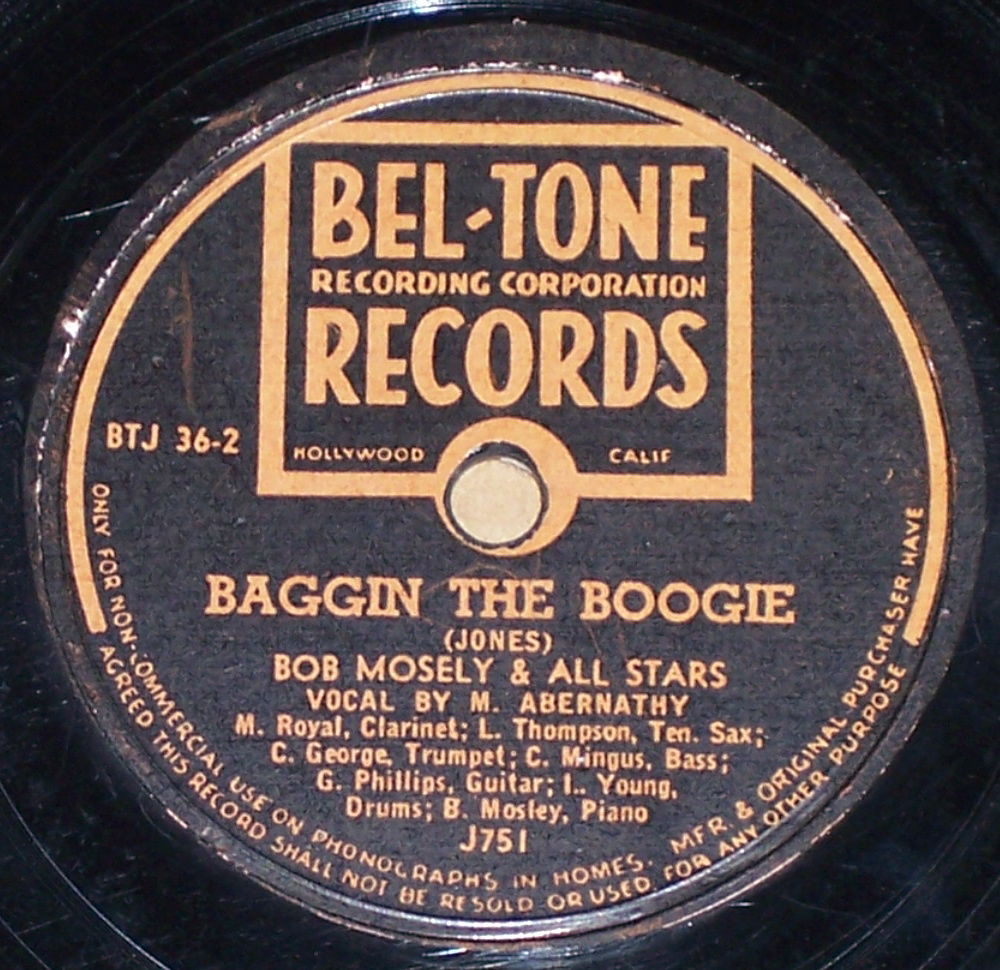 BEL-TONE
RECORDING CORPORATION
RECORDS
HOLLYWOOD CALIF
BTJ 36-2
BAGGIN THE BOOGIE
(JONES)
BOB MOSELY & ALL STARS
VOCAL BY M. ABERNATHY
M. Royal, Clarinet; L. Thompson, Ten. Sax;
C. George, Trumpet; C. Mingus, Bass;
G. Phillips, Guitar; L. Young,
Drums; B. Mosley, Piano
J751
ONLY FOR NON-COMMERCIAL USE ON PHONOGRAPHS IN HOMES. MFR. & ORIGINAL PURCHASER HAVE
AGREED THIS RECORD SHALL NOT BE RESOLD OR USED FOR ANY OTHER PURPOSE